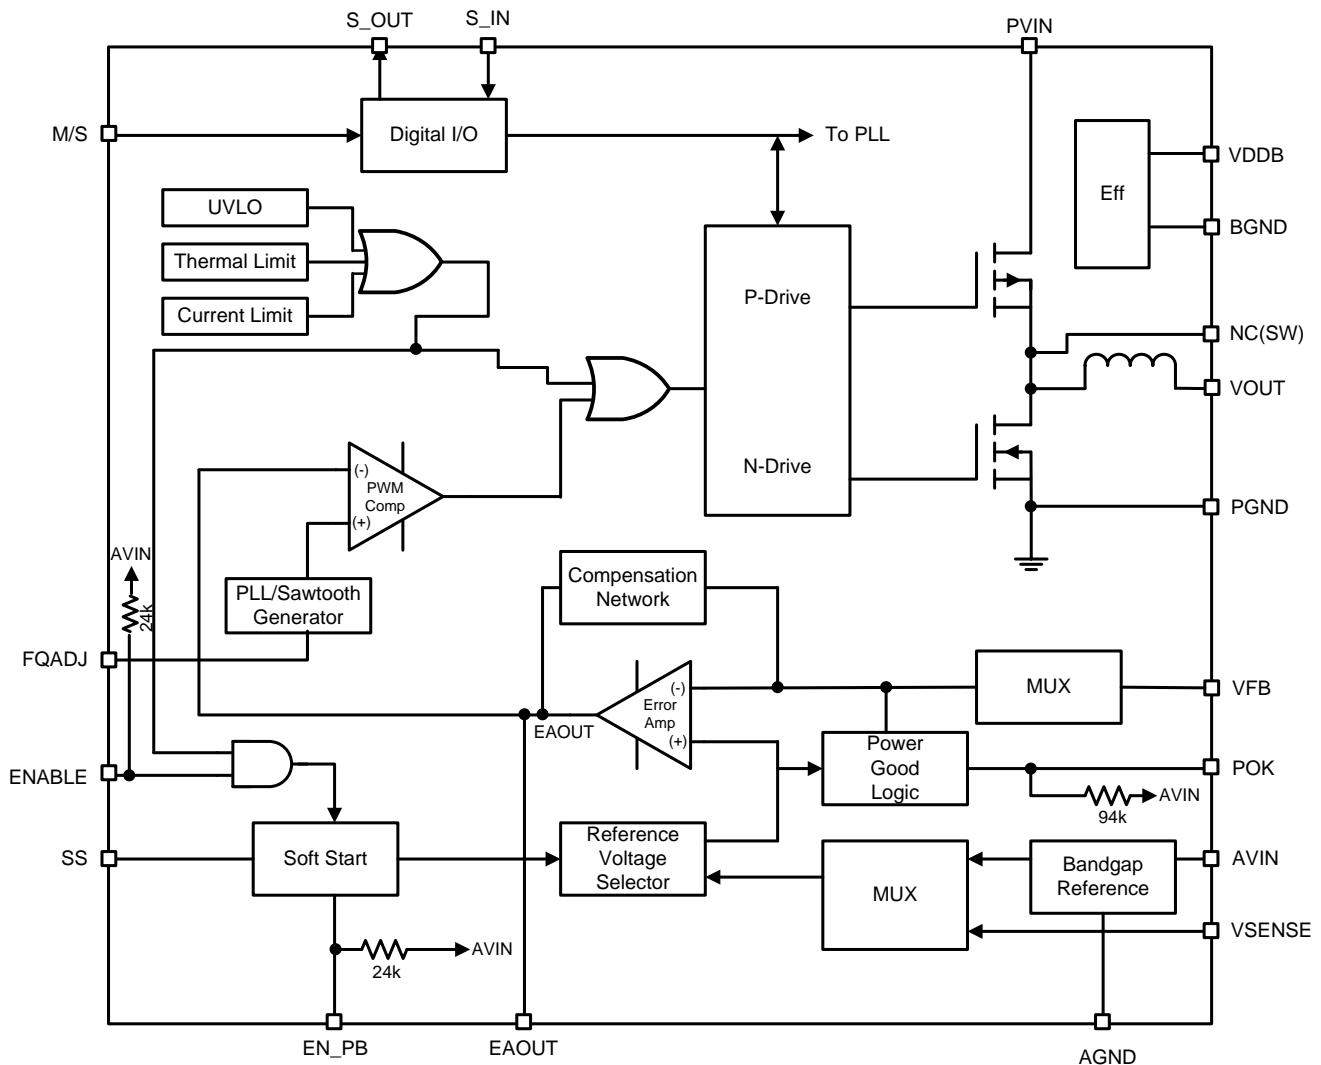 S_OUT
S_IN
PVIN
M/S
Digital I/O
To PLL
VDDB
Eff
BGND
UVLO
Thermal Limit
Current Limit
P-Drive
NC(SW)
VOUT
N-Drive
(-)
PWM
Comp
(+)
PGND
AVIN
24k
PLL/Sawtooth
Generator
Compensation
Network
FQADJ
(-)
Error
Amp
(+)
EAOUT
MUX
VFB
Power
Good
Logic
ENABLE
POK
94k
AVIN
SS
Soft Start
Reference
Voltage
Selector
MUX
Bandgap
Reference
AVIN
VSENSE
24k
AVIN
EN_PB
EAOUT
AGND